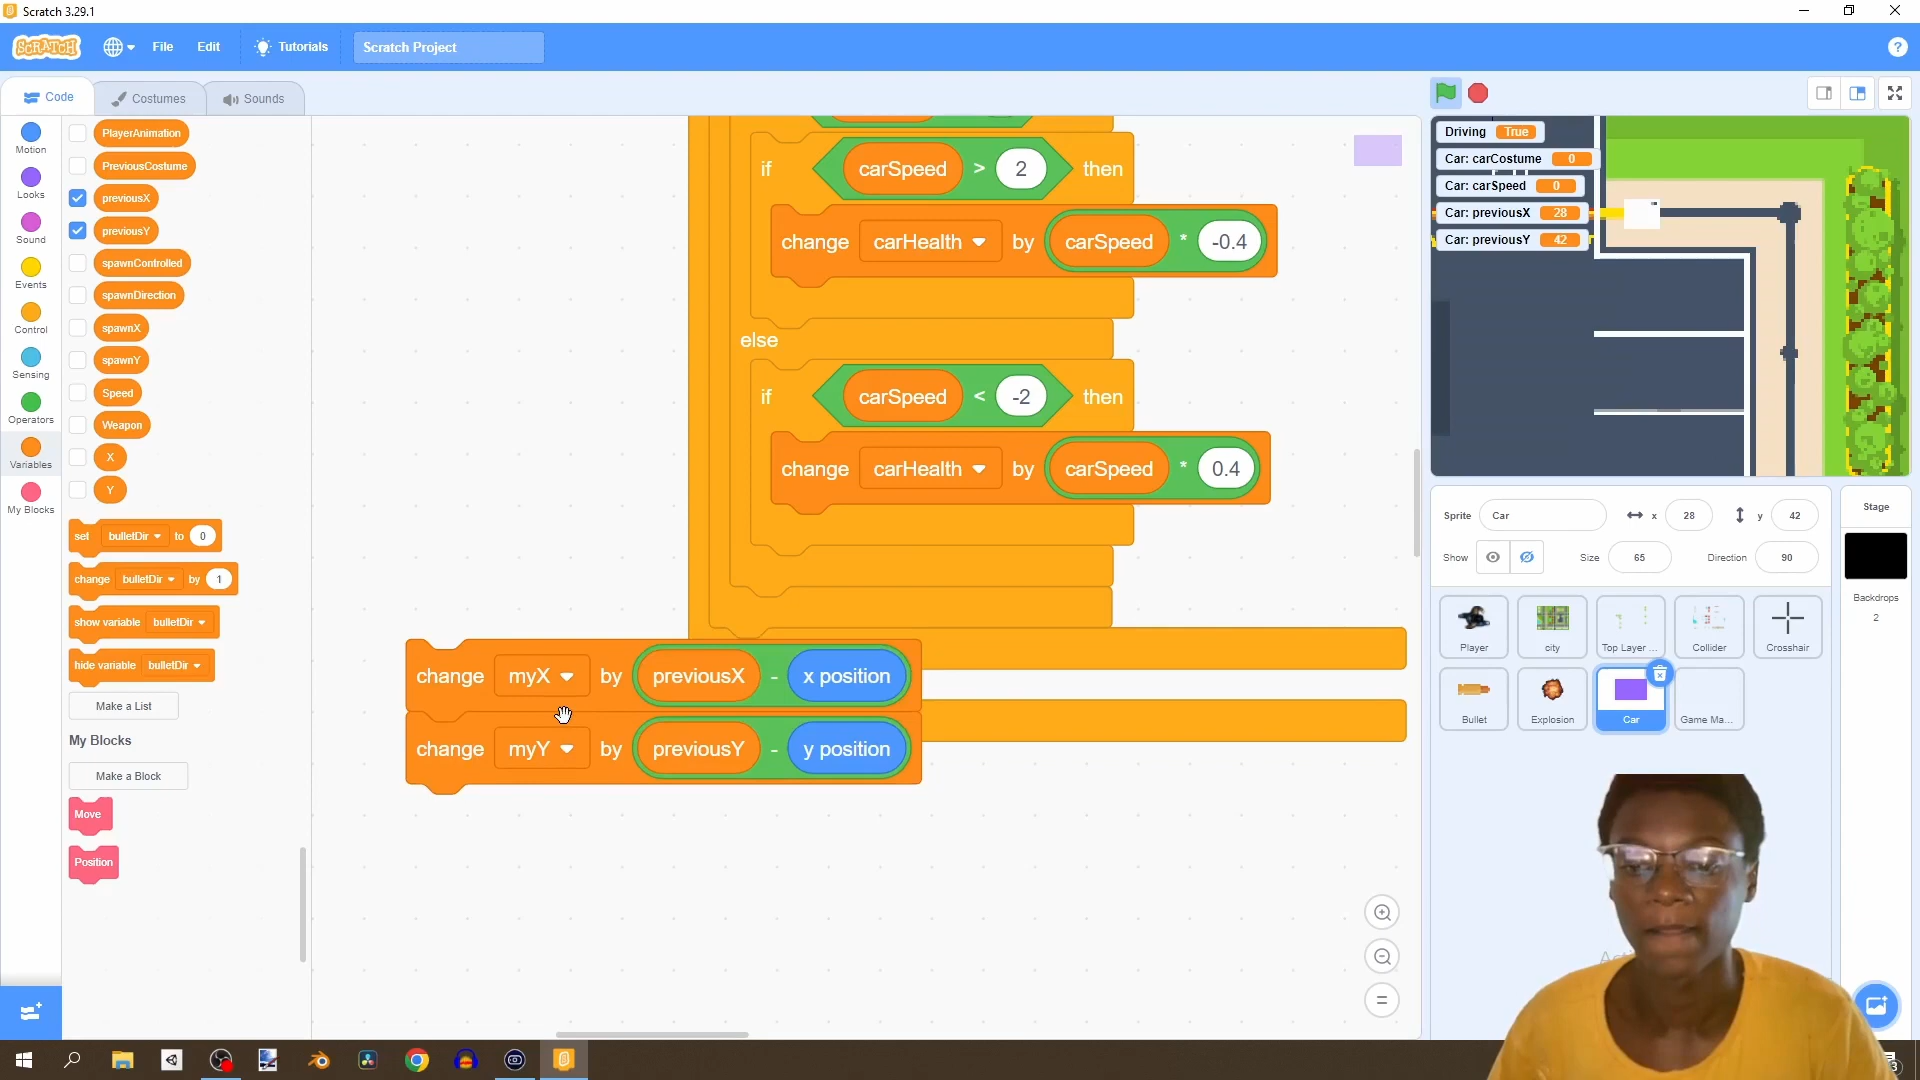 Scratch 3.29.1
SCRATCH File Edit Tutorials Scratch Project ?
Code Costumes Sounds
Motion
Looks
Sound
Events
Control
Sensing
Operators
Variables
My Blocks
PlayerAnimation
PreviousCostume
previousX
previousY
spawnControlled
spawnDirection
spawnX
spawnY
Speed
Weapon
X
Y
set bulletDir to 0
change bulletDir by 1
show variable bulletDir
hide variable bulletDir
Make a List
My Blocks
Make a Block
Move
Position
if carSpeed > 2 then
change carHealth by carSpeed * -0.4
else
if carSpeed < -2 then
change carHealth by carSpeed * 0.4
change myX by previousX - x position
change myY by previousY - y position
Driving True
Car: carCostume 0
Car: carSpeed 0
Car: previousX 28
Car: previousY 42
Sprite Car x 28 y 42
Show Size 65 Direction 90
Player
city
Top Layer ...
Collider
Crosshair
Bullet
Explosion
Car
Game Ma...
Stage
Backdrops
2